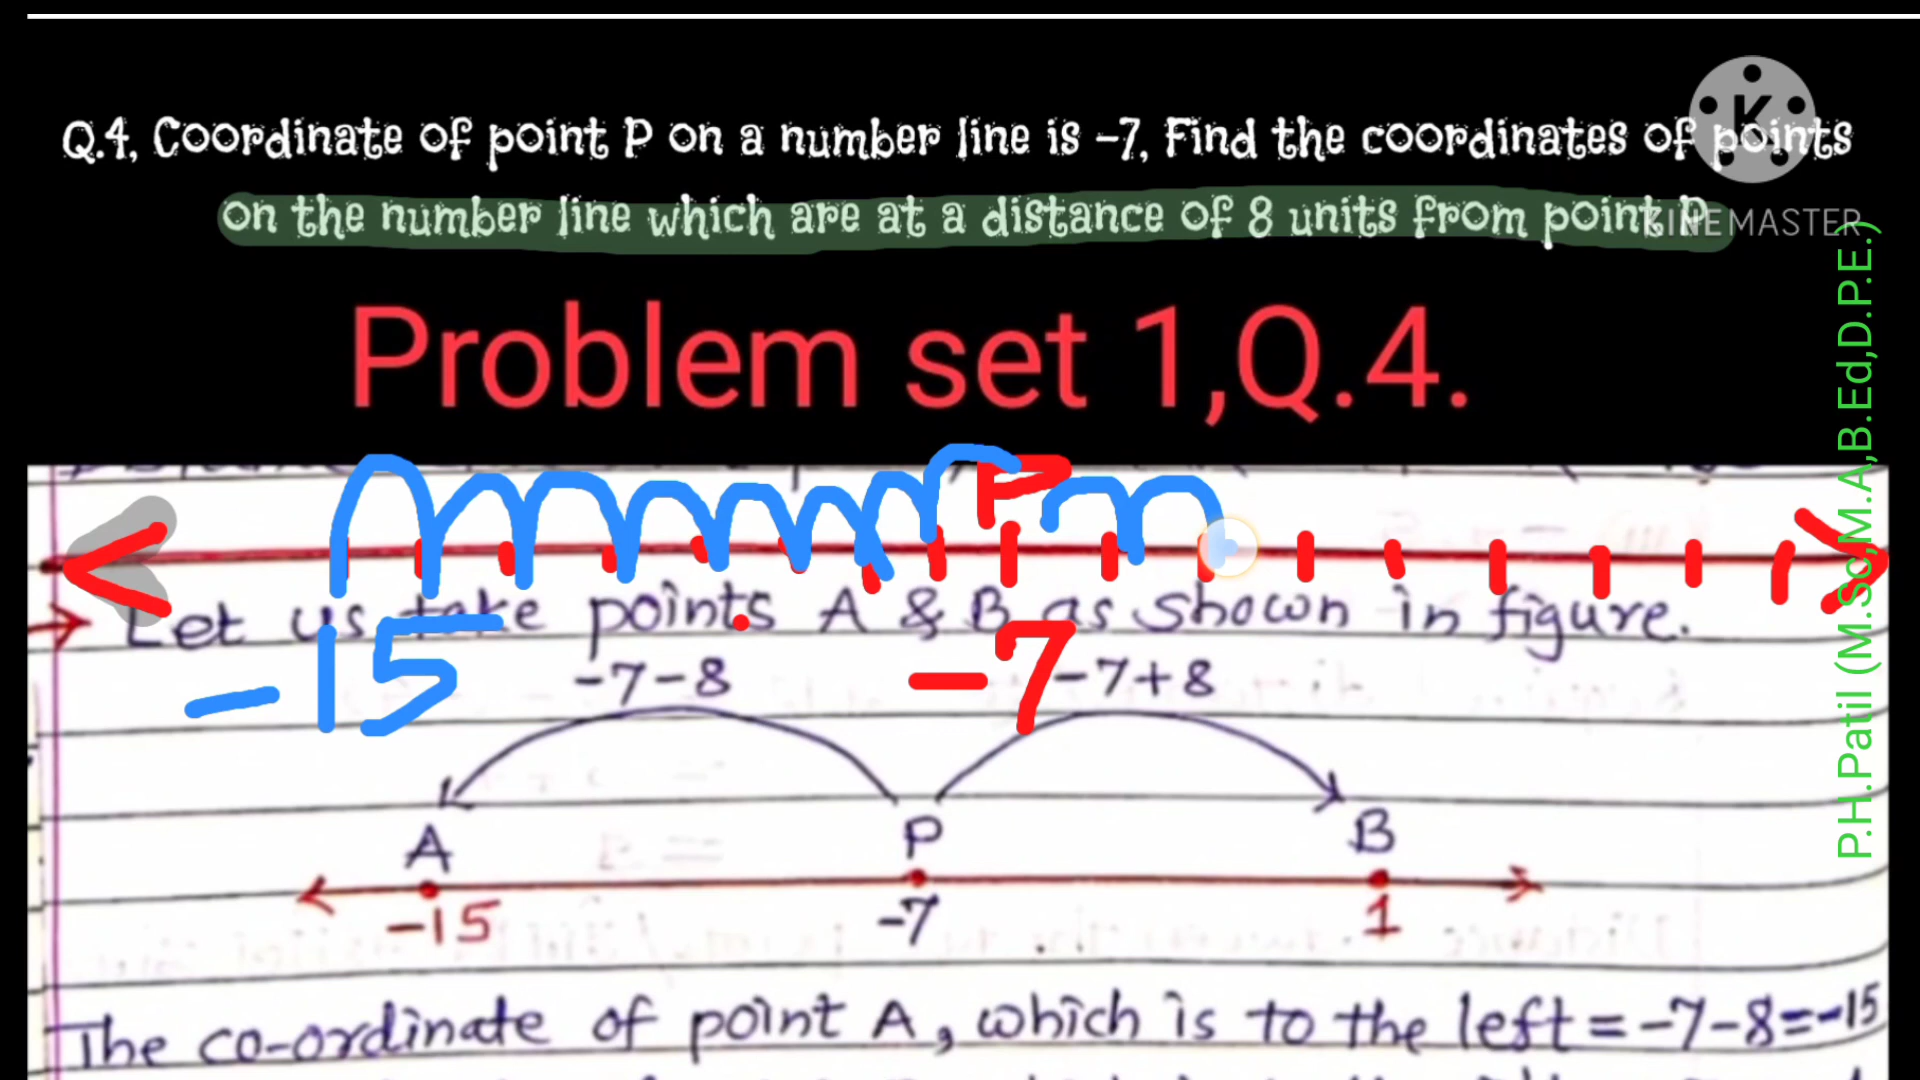 Q.4, Coordinate of point P on a number line is -7, Find the coordinates of points
on the number line which are at a distance of 8 units from point P
KINEMASTER
Problem set 1,Q.4.
P
Let us take points A & B as shown in figure.
-15 -7
-7-8 -7+8
A P B
-15 -7 1
The co-ordinate of point A, which is to the left = -7-8=-15
P.H.Patil (M.Sc,M.A,B.Ed,D.P.E.)